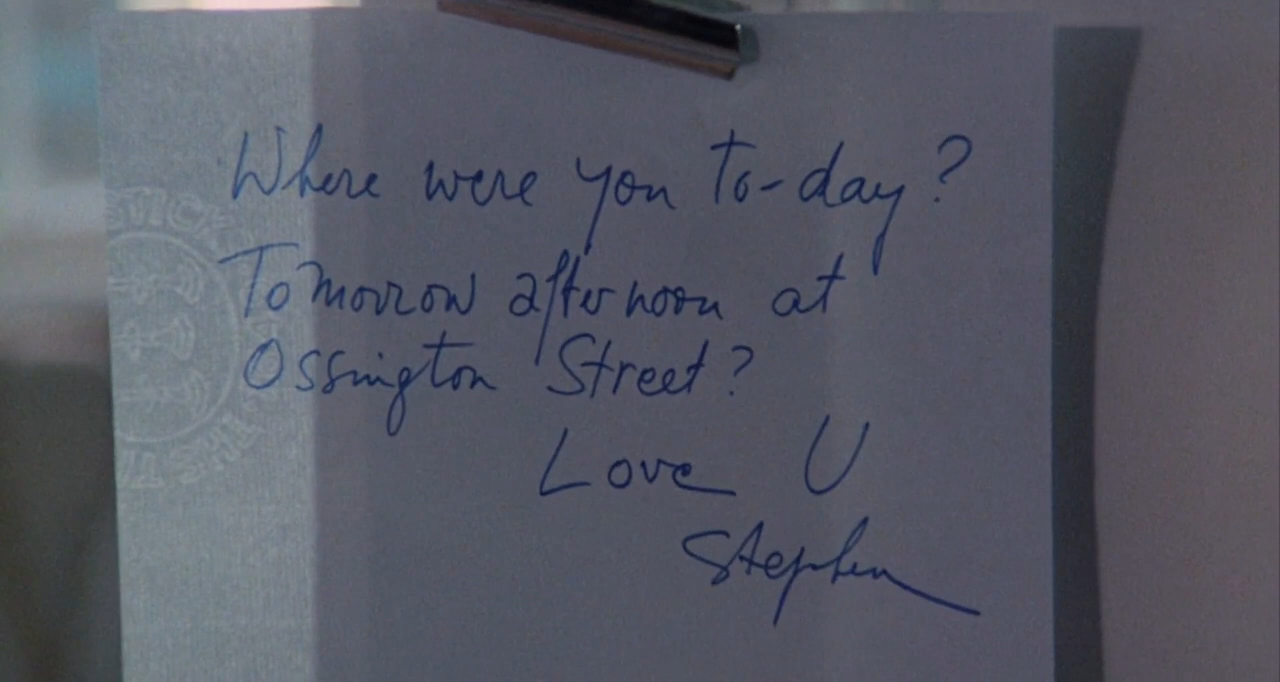 Where were you to-day?
Tomorrow afternoon at
Ossington Street?
Love U
Stephen